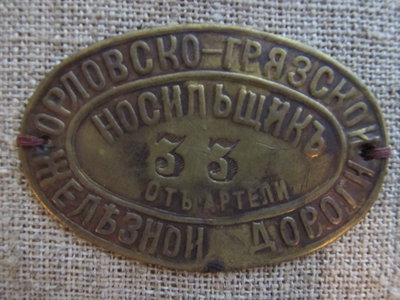 ОРЛОВСКО-ГРЯЗСКОЙ
ЖЕЛѢЗНОЙ ДОРОГИ
НОСИЛЬЩИКЪ
33
ОТЪ АРТЕЛИ